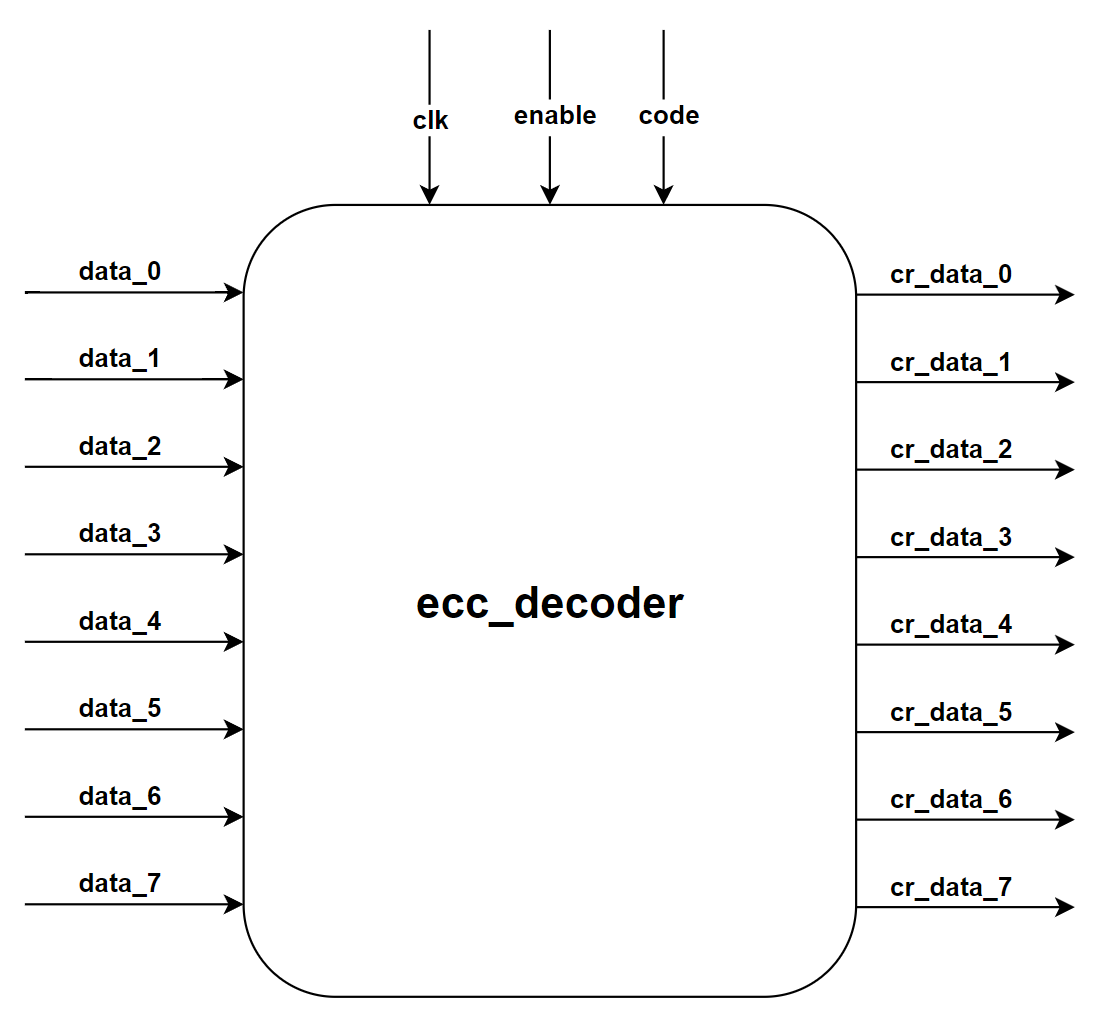 clk
enable
code
data_0
data_1
data_2
data_3
data_4
data_5
data_6
data_7
ecc_decoder
cr_data_0
cr_data_1
cr_data_2
cr_data_3
cr_data_4
cr_data_5
cr_data_6
cr_data_7